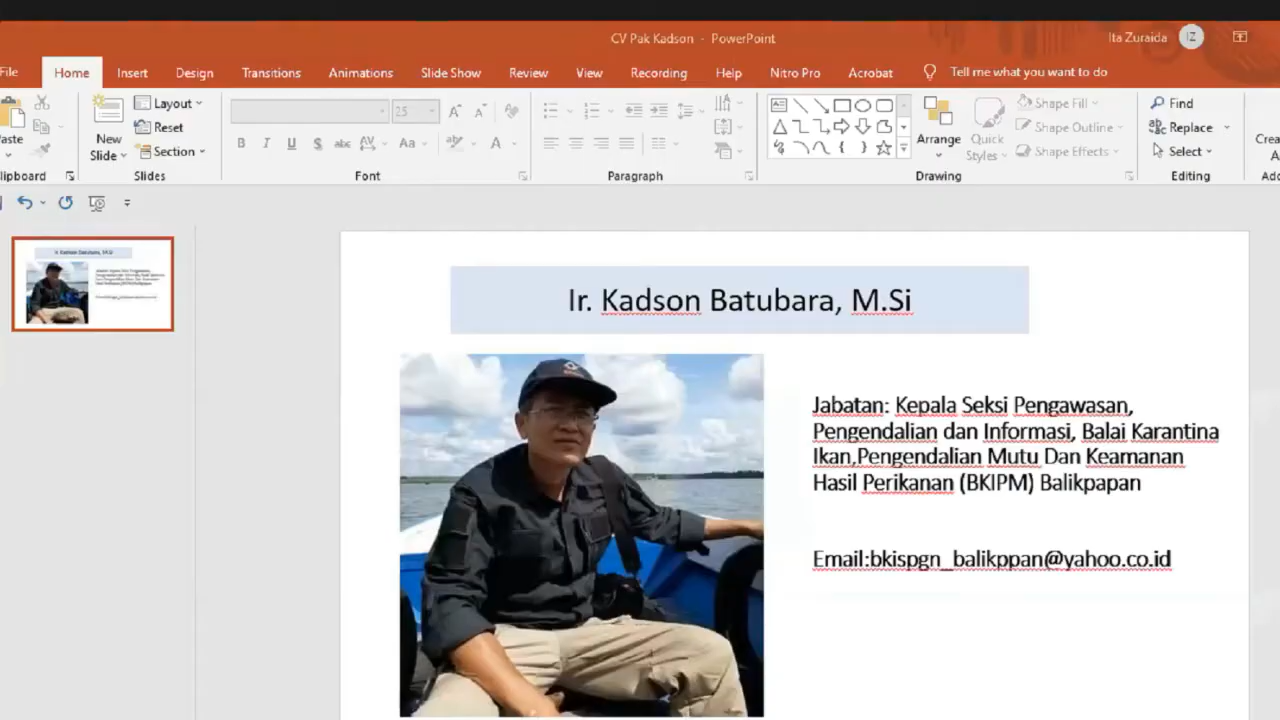 CV Pak Kadson - PowerPoint
Ita Zuraida IZ
File Home Insert Design Transitions Animations Slide Show Review View Recording Help Nitro Pro Acrobat Tell me what you want to do
Layout
Reset
Section
New
Slide
Slides
25
B I U S abc AV Aa A
Font
Paragraph
Arrange
Quick
Styles
Shape Fill
Shape Outline
Shape Effects
Drawing
Find
Replace
Select
Editing
Ir. Kadson Batubara, M.Si
Jabatan: Kepala Seksi Pengawasan,
Pengendalian dan Informasi, Balai Karantina
Ikan,Pengendalian Mutu Dan Keamanan
Hasil Perikanan (BKIPM) Balikpapan
Email:bkispgn_balikppan@yahoo.co.id